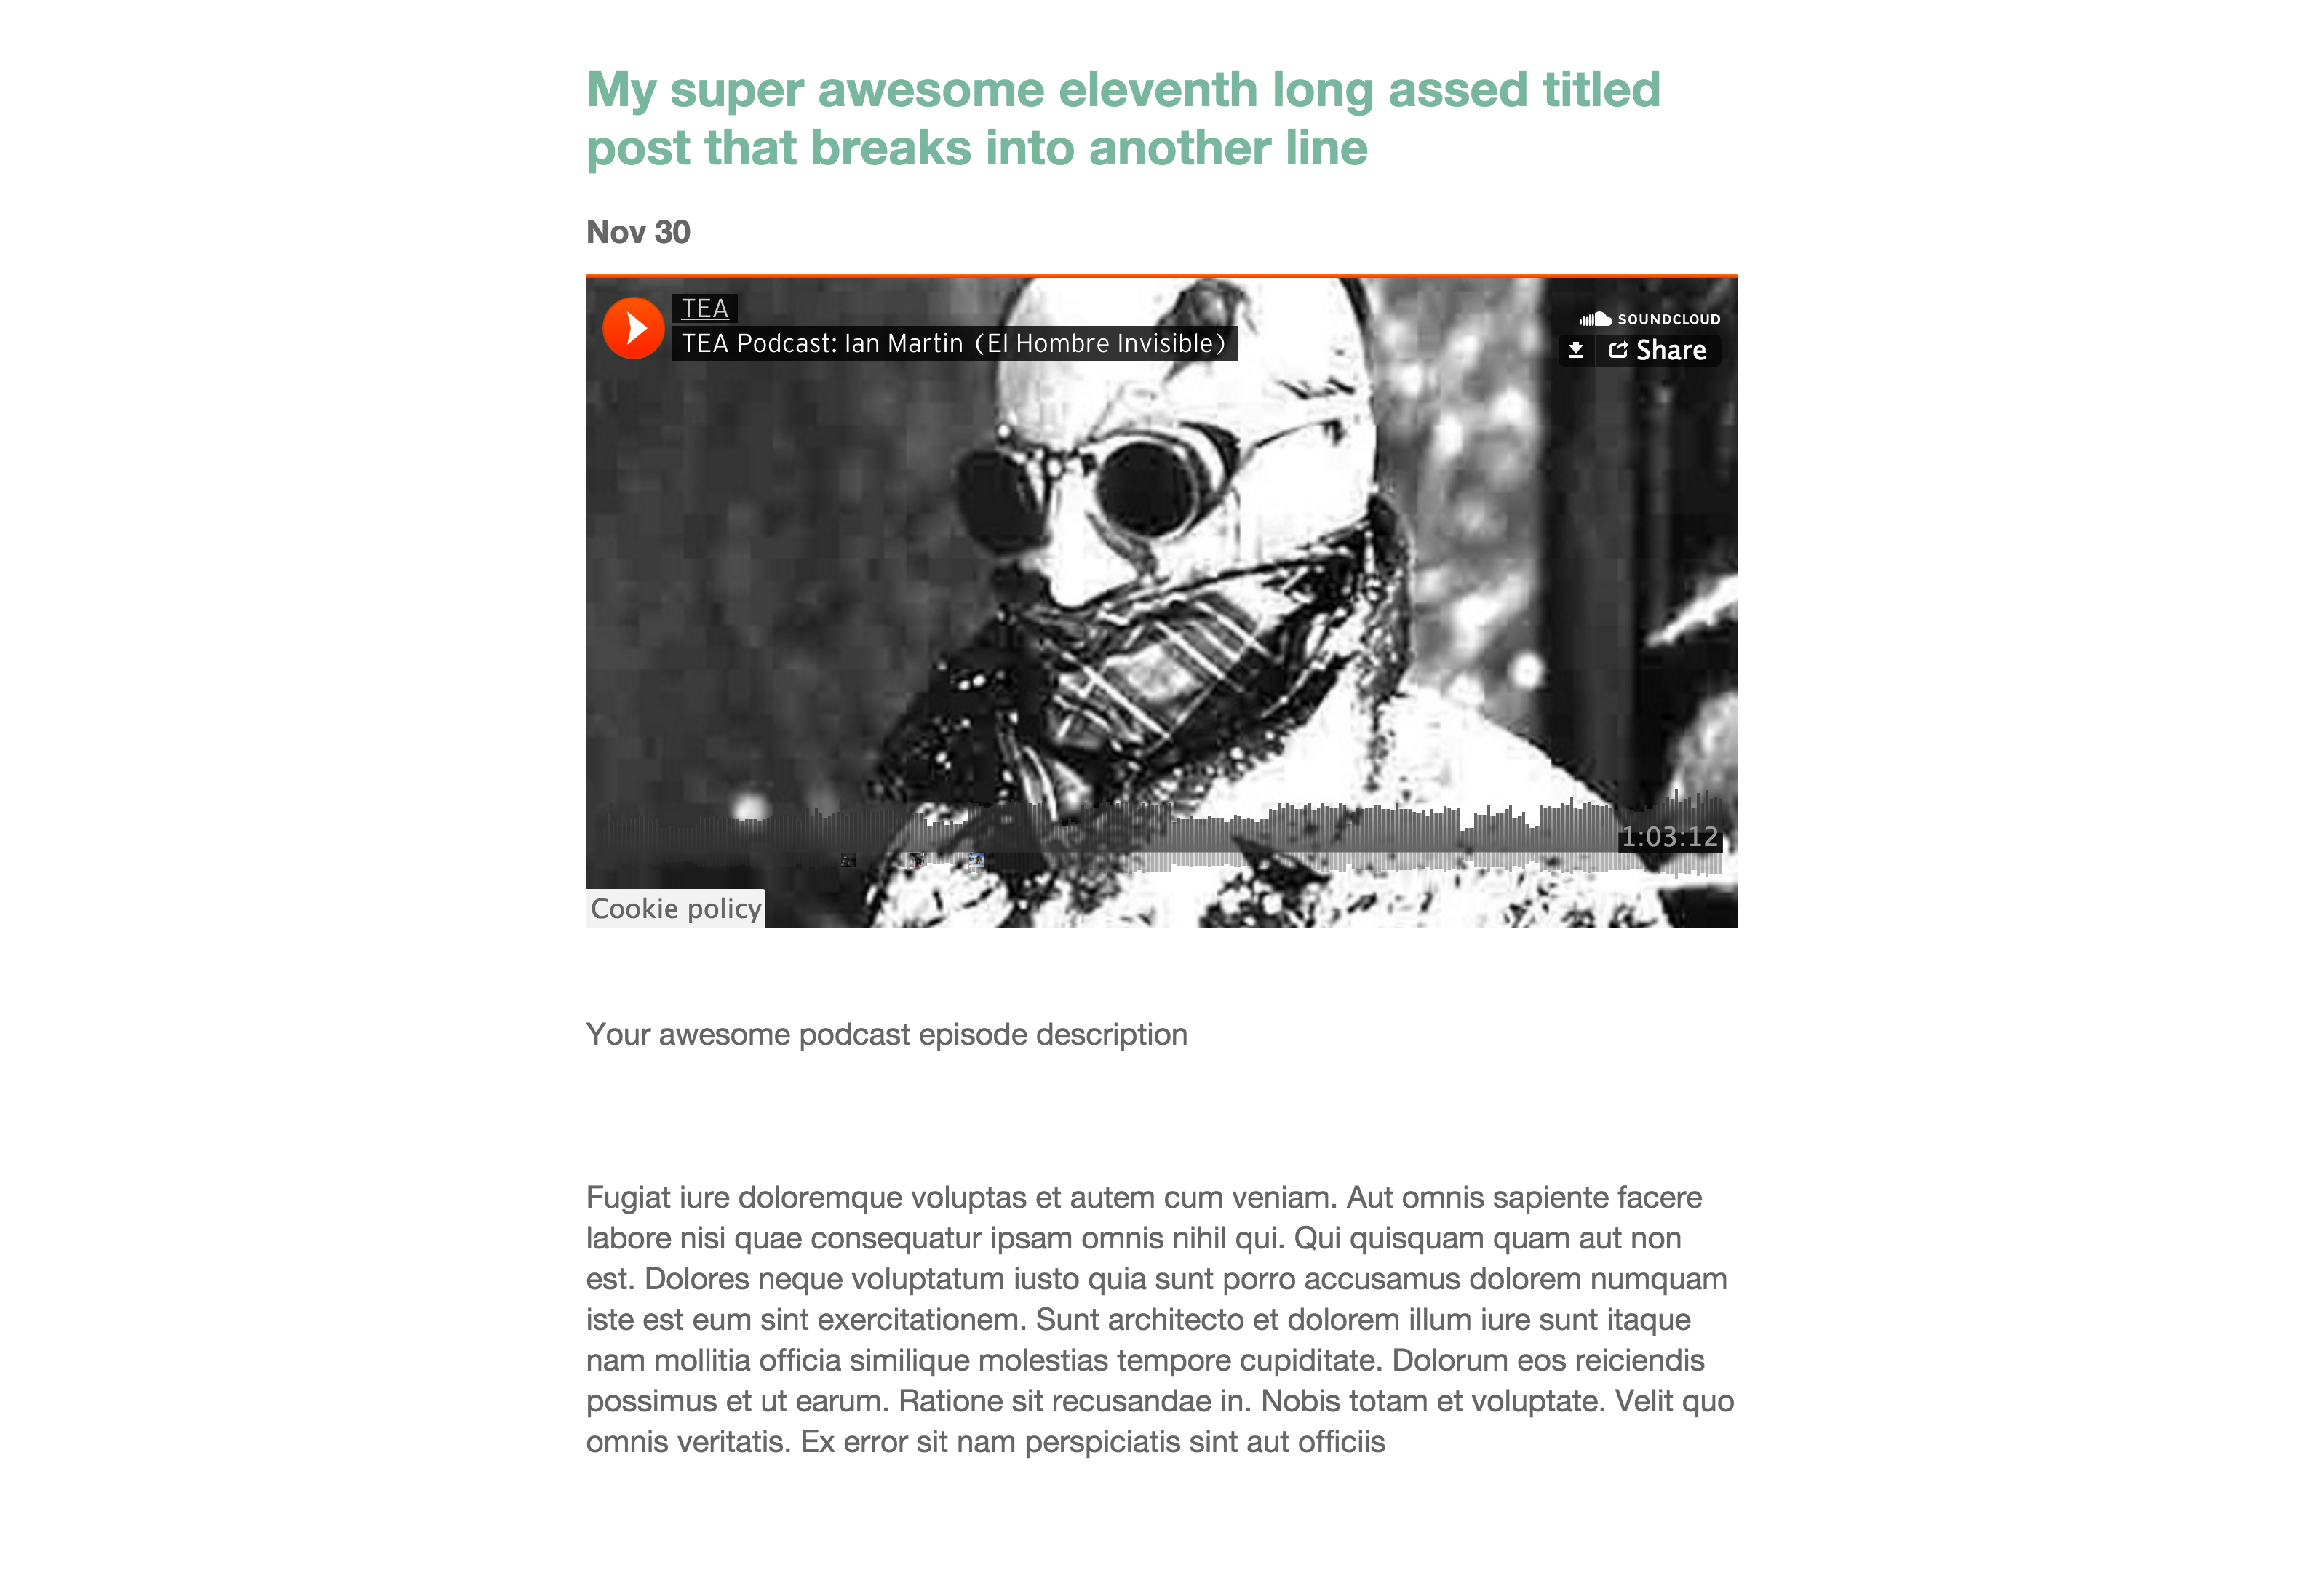 My super awesome eleventh long assed titled
post that breaks into another line
Nov 30
TEA
TEA Podcast: Ian Martin (El Hombre Invisible)
SOUNDCLOUD
Share
1:03:12
Cookie policy
Your awesome podcast episode description
Fugiat iure doloremque voluptas et autem cum veniam. Aut omnis sapiente facere
labore nisi quae consequatur ipsam omnis nihil qui. Qui quisquam quam aut non
est. Dolores neque voluptatum iusto quia sunt porro accusamus dolorem numquam
iste est eum sint exercitationem. Sunt architecto et dolorem illum iure sunt itaque
nam mollitia officia similique molestias tempore cupiditate. Dolorum eos reiciendis
possimus et ut earum. Ratione sit recusandae in. Nobis totam et voluptate. Velit quo
omnis veritatis. Ex error sit nam perspiciatis sint aut officiis